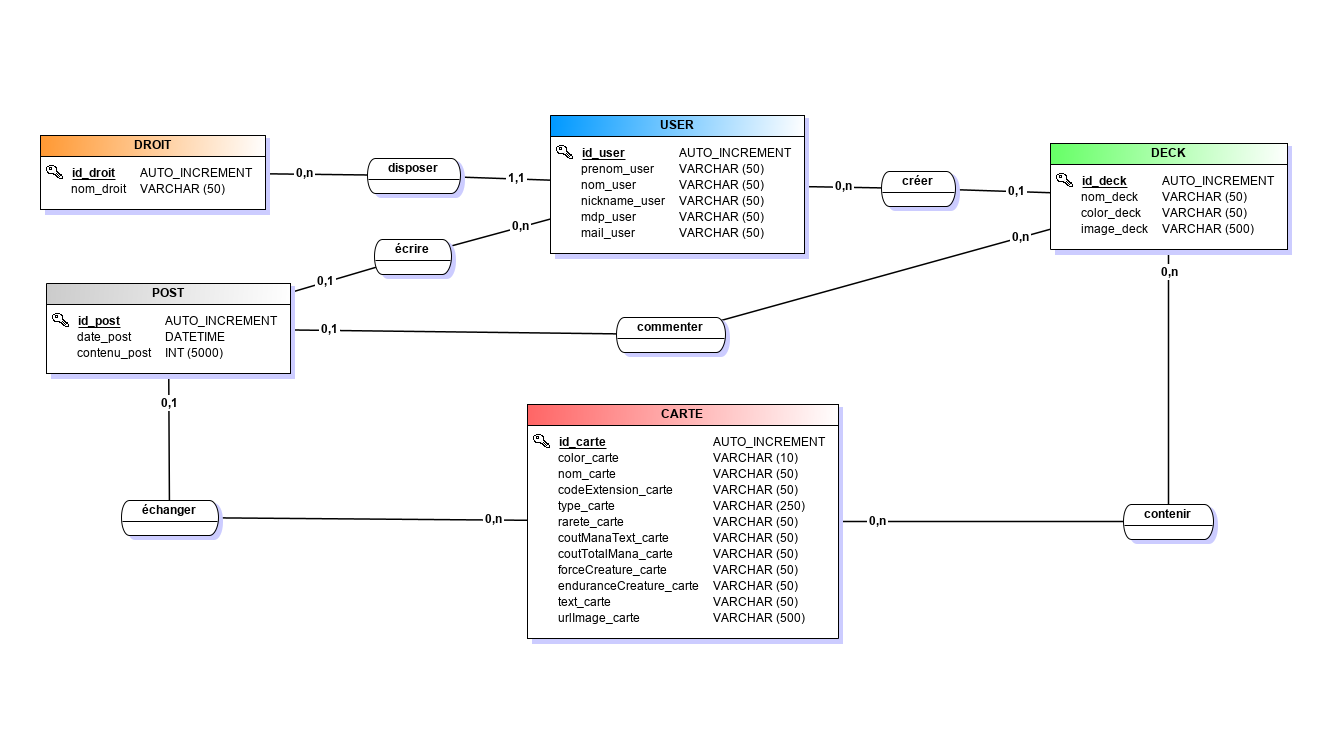 DROIT
id_droit AUTO_INCREMENT
nom_droit VARCHAR (50)
0,n
disposer
1,1
USER
id_user AUTO_INCREMENT
prenom_user VARCHAR (50)
nom_user VARCHAR (50)
nickname_user VARCHAR (50)
mdp_user VARCHAR (50)
mail_user VARCHAR (50)
0,n
créer
0,1
DECK
id_deck AUTO_INCREMENT
nom_deck VARCHAR (50)
color_deck VARCHAR (50)
image_deck VARCHAR (500)
0,n
écrire
0,1
0,n
0,n
POST
id_post AUTO_INCREMENT
date_post DATETIME
contenu_post INT (5000)
0,1
commenter
0,1
CARTE
id_carte AUTO_INCREMENT
color_carte VARCHAR (10)
nom_carte VARCHAR (50)
codeExtension_carte VARCHAR (50)
type_carte VARCHAR (250)
rarete_carte VARCHAR (50)
coutManaText_carte VARCHAR (50)
coutTotalMana_carte VARCHAR (50)
forceCreature_carte VARCHAR (50)
enduranceCreature_carte VARCHAR (50)
text_carte VARCHAR (50)
urlImage_carte VARCHAR (500)
échanger
0,n
0,n
contenir